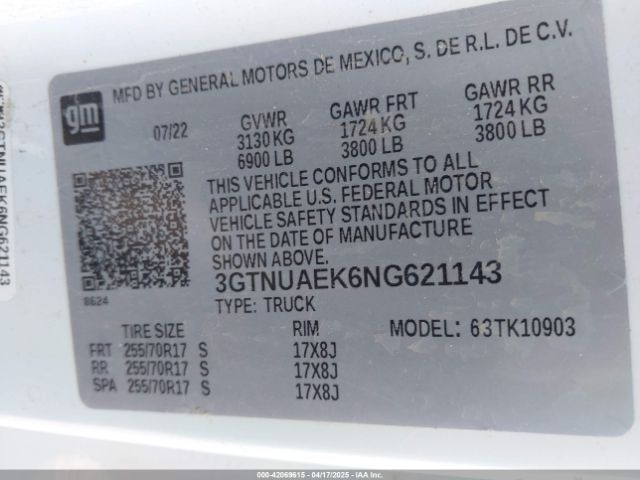 MFD BY GENERAL MOTORS DE MEXICO, S. DE R.L. DE C.V.
gm
07/22
GVWR GAWR FRT GAWR RR
3130 KG 1724 KG 1724 KG
6900 LB 3800 LB 3800 LB
THIS VEHICLE CONFORMS TO ALL
APPLICABLE U.S. FEDERAL MOTOR
VEHICLE SAFETY STANDARDS IN EFFECT
ON THE DATE OF MANUFACTURE
SHOWN ABOVE.
8624
3GTNUAEK6NG621143
TYPE: TRUCK
TIRE SIZE RIM MODEL: 63TK10903
FRT 255/70R17 S 17X8J
RR 255/70R17 S 17X8J
SPA 255/70R17 S 17X8J
3GTNUAEK6NG621143
000-42069615 - 04/17/2025 - IAAI.COM